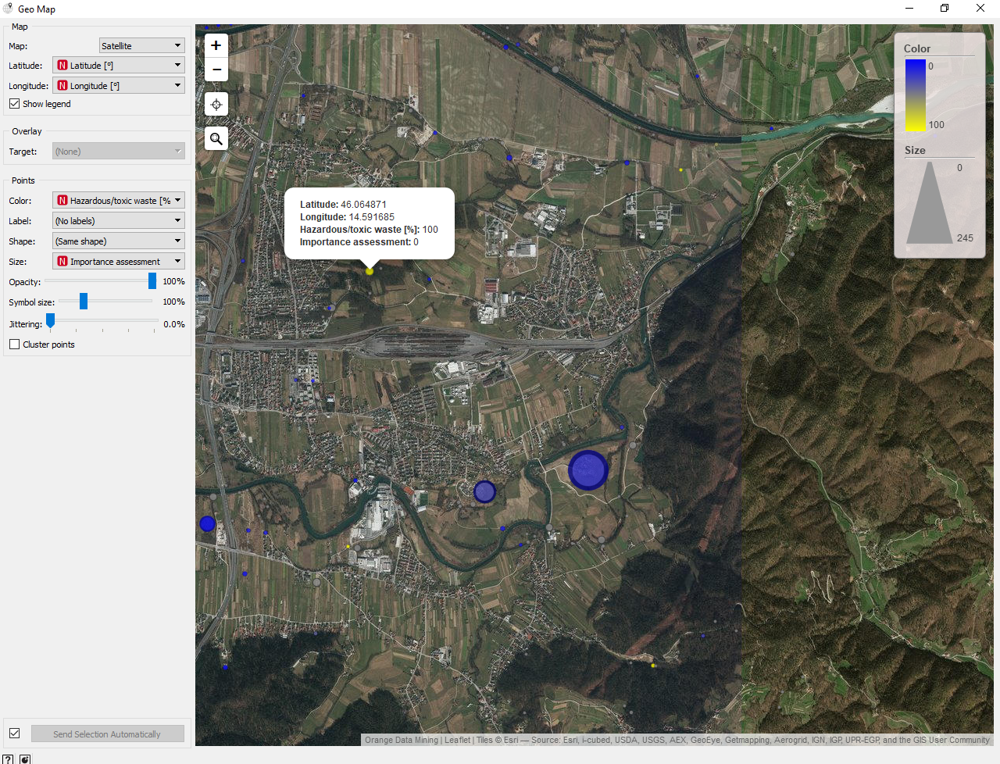 Geo Map
Map
Map:
Satellite
Latitude:
N Latitude [°]
Longitude:
N Longitude [°]
Show legend
Overlay
Target:
(None)
Points
Color:
N Hazardous/toxic waste [%
Label:
(No labels)
Shape:
(Same shape)
Size:
N Importance assessment
Opacity:
100%
Symbol size:
100%
Jittering:
0.0%
Cluster points
Send Selection Automatically
?
+
−
Latitude: 46.064871
Longitude: 14.591685
Hazardous/toxic waste [%]: 100
Importance assessment: 0
Color
0
100
Size
0
245
Orange Data Mining | Leaflet | Tiles © Esri — Source: Esri, i-cubed, USDA, USGS, AEX, GeoEye, Getmapping, Aerogrid, IGN, IGP, UPR-EGP, and the GIS User Community